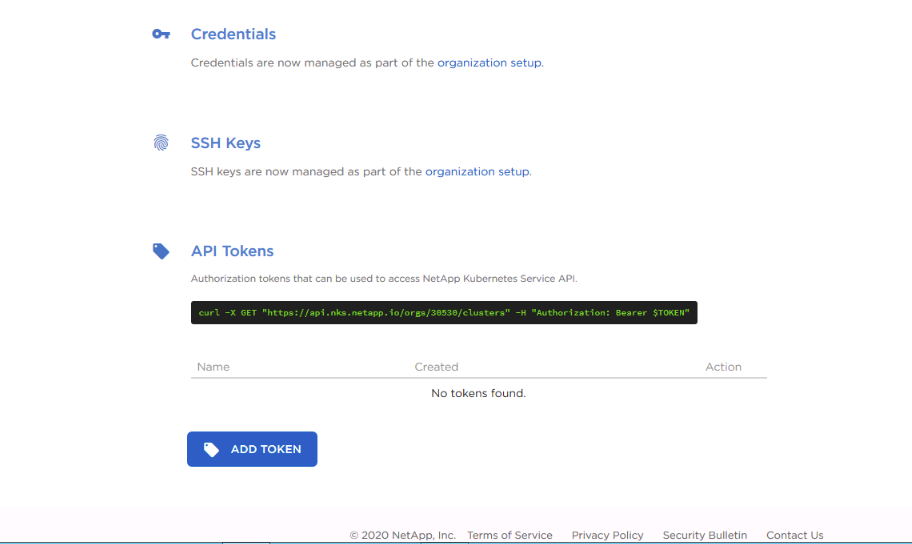 Credentials
Credentials are now managed as part of the organization setup.
SSH Keys
SSH keys are now managed as part of the organization setup.
API Tokens
Authorization tokens that can be used to access NetApp Kubernetes Service API.
curl -X GET "https://api.nks.netapp.io/orgs/30530/clusters" -H "Authorization: Bearer $TOKEN"
Name Created Action
No tokens found.
ADD TOKEN
© 2020 NetApp, Inc. Terms of Service Privacy Policy Security Bulletin Contact Us